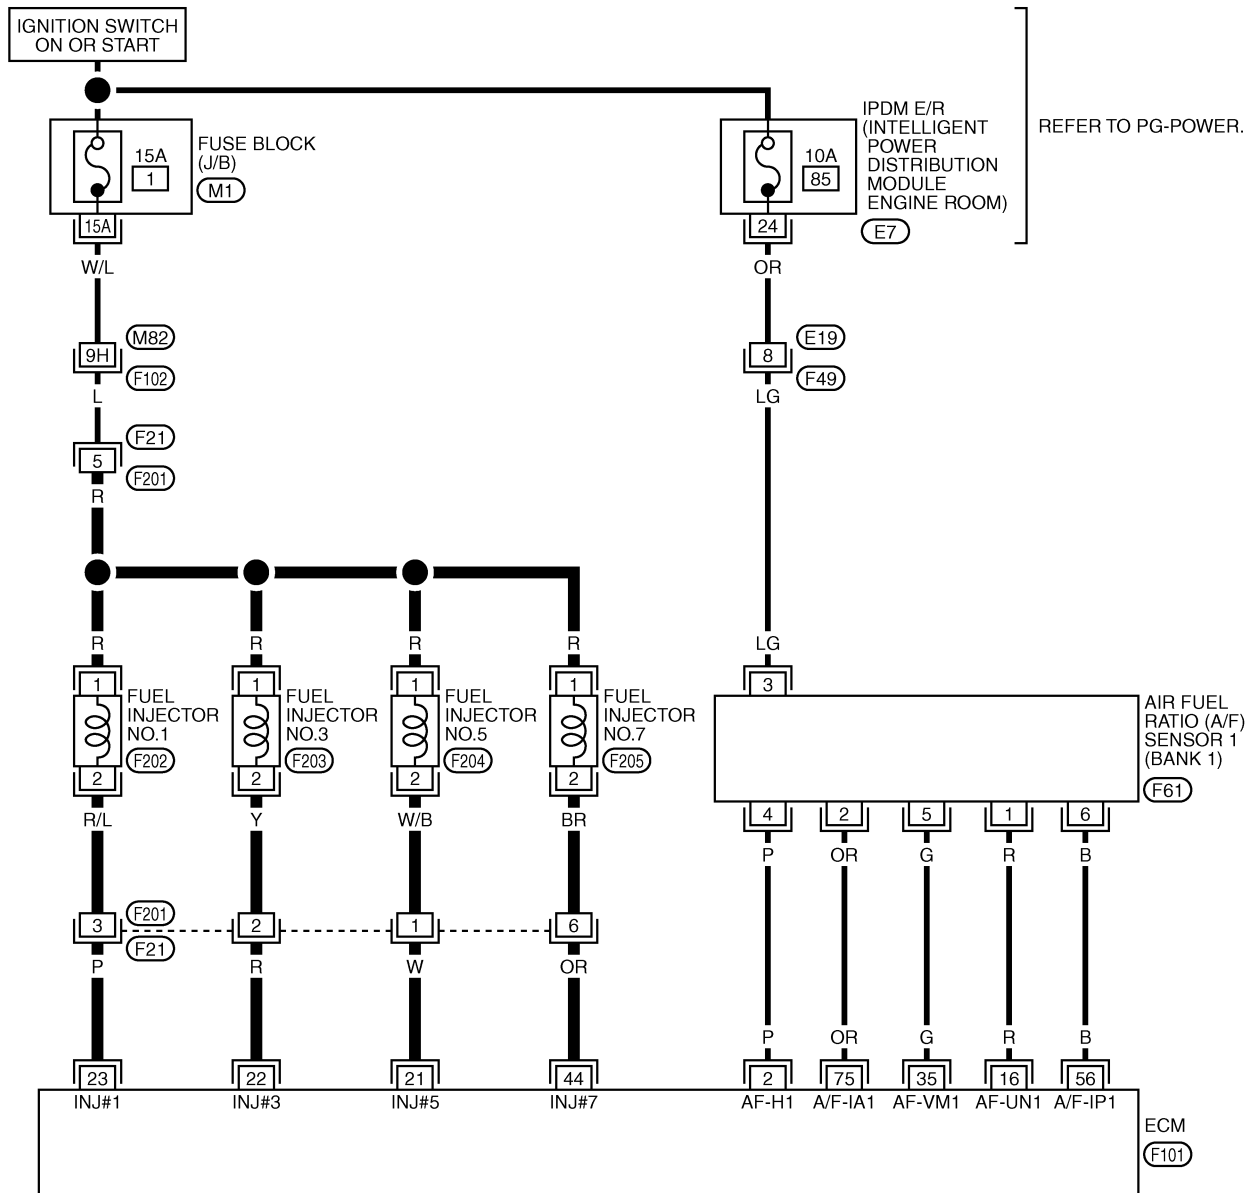 IGNITION SWITCH
ON OR START
REFER TO PG-POWER.
15A
1
FUSE BLOCK
(J/B)
M1
10A
85
IPDM E/R
(INTELLIGENT
POWER
DISTRIBUTION
MODULE
ENGINE ROOM)
E7
15A
24
W/L
OR
9H
M82
F102
8
E19
F49
L
LG
5
F21
F201
R
R
R
R
R
LG
1
1
1
1
3
FUEL
INJECTOR
NO.1
F202
FUEL
INJECTOR
NO.3
F203
FUEL
INJECTOR
NO.5
F204
FUEL
INJECTOR
NO.7
F205
AIR FUEL
RATIO (A/F)
SENSOR 1
(BANK 1)
F61
2
2
2
2
4
2
5
1
6
R/L
Y
W/B
BR
P
OR
G
R
B
3
F201
F21
2
1
6
P
R
W
OR
P
OR
G
R
B
23
22
21
44
2
75
35
16
56
INJ#1
INJ#3
INJ#5
INJ#7
AF-H1
A/F-IA1
AF-VM1
AF-UN1
A/F-IP1
ECM
F101